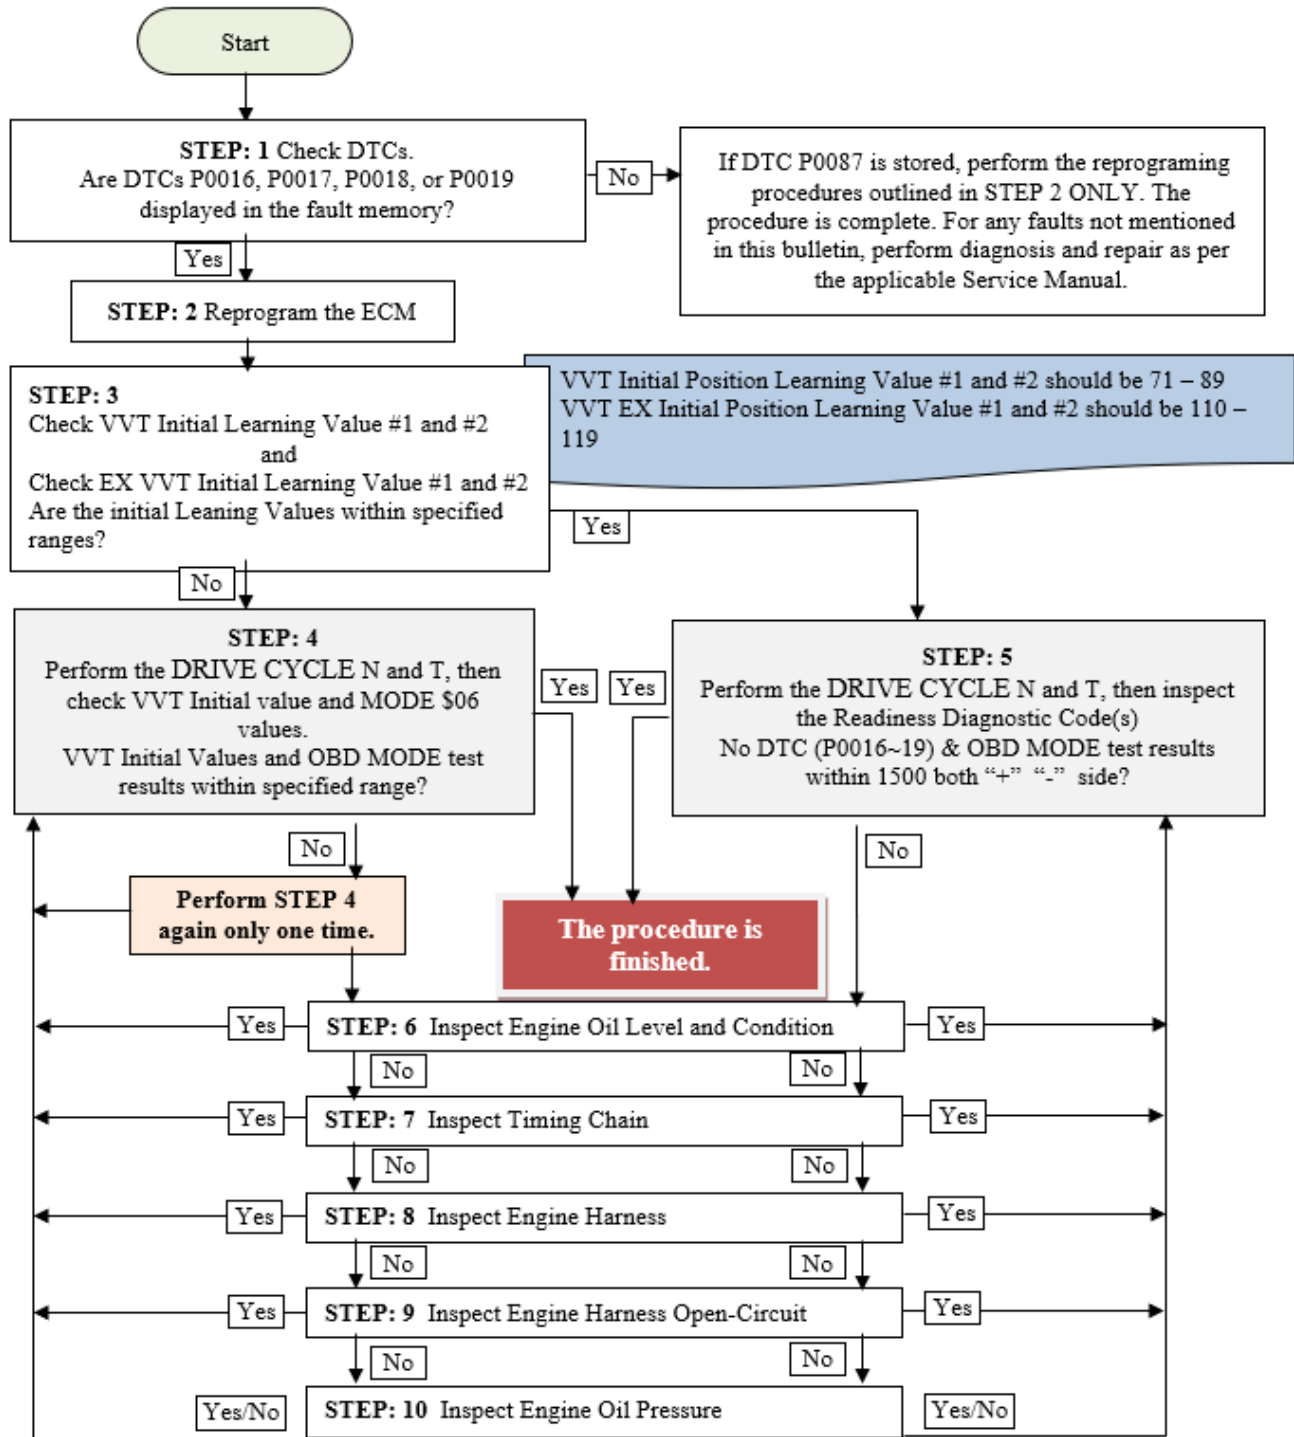 Start
STEP: 1 Check DTCs.
Are DTCs P0016, P0017, P0018, or P0019
displayed in the fault memory?
No
If DTC P0087 is stored, perform the reprograming
procedures outlined in STEP 2 ONLY. The
procedure is complete. For any faults not mentioned
in this bulletin, perform diagnosis and repair as per
the applicable Service Manual.
Yes
STEP: 2 Reprogram the ECM
STEP: 3
Check VVT Initial Learning Value #1 and #2
and
Check EX VVT Initial Learning Value #1 and #2
Are the initial Leaning Values within specified
ranges?
VVT Initial Position Learning Value #1 and #2 should be 71 – 89
VVT EX Initial Position Learning Value #1 and #2 should be 110 –
119
Yes
No
STEP: 4
Perform the DRIVE CYCLE N and T, then
check VVT Initial value and MODE $06
values.
VVT Initial Values and OBD MODE test
results within specified range?
Yes
Yes
STEP: 5
Perform the DRIVE CYCLE N and T, then inspect
the Readiness Diagnostic Code(s)
No DTC (P0016~19) & OBD MODE test results
within 1500 both “+” “-” side?
No
No
Perform STEP 4
again only one time.
The procedure is
finished.
Yes
STEP: 6 Inspect Engine Oil Level and Condition
Yes
No
No
Yes
STEP: 7 Inspect Timing Chain
Yes
No
No
Yes
STEP: 8 Inspect Engine Harness
Yes
No
No
Yes
STEP: 9 Inspect Engine Harness Open-Circuit
Yes
No
No
Yes/No
STEP: 10 Inspect Engine Oil Pressure
Yes/No